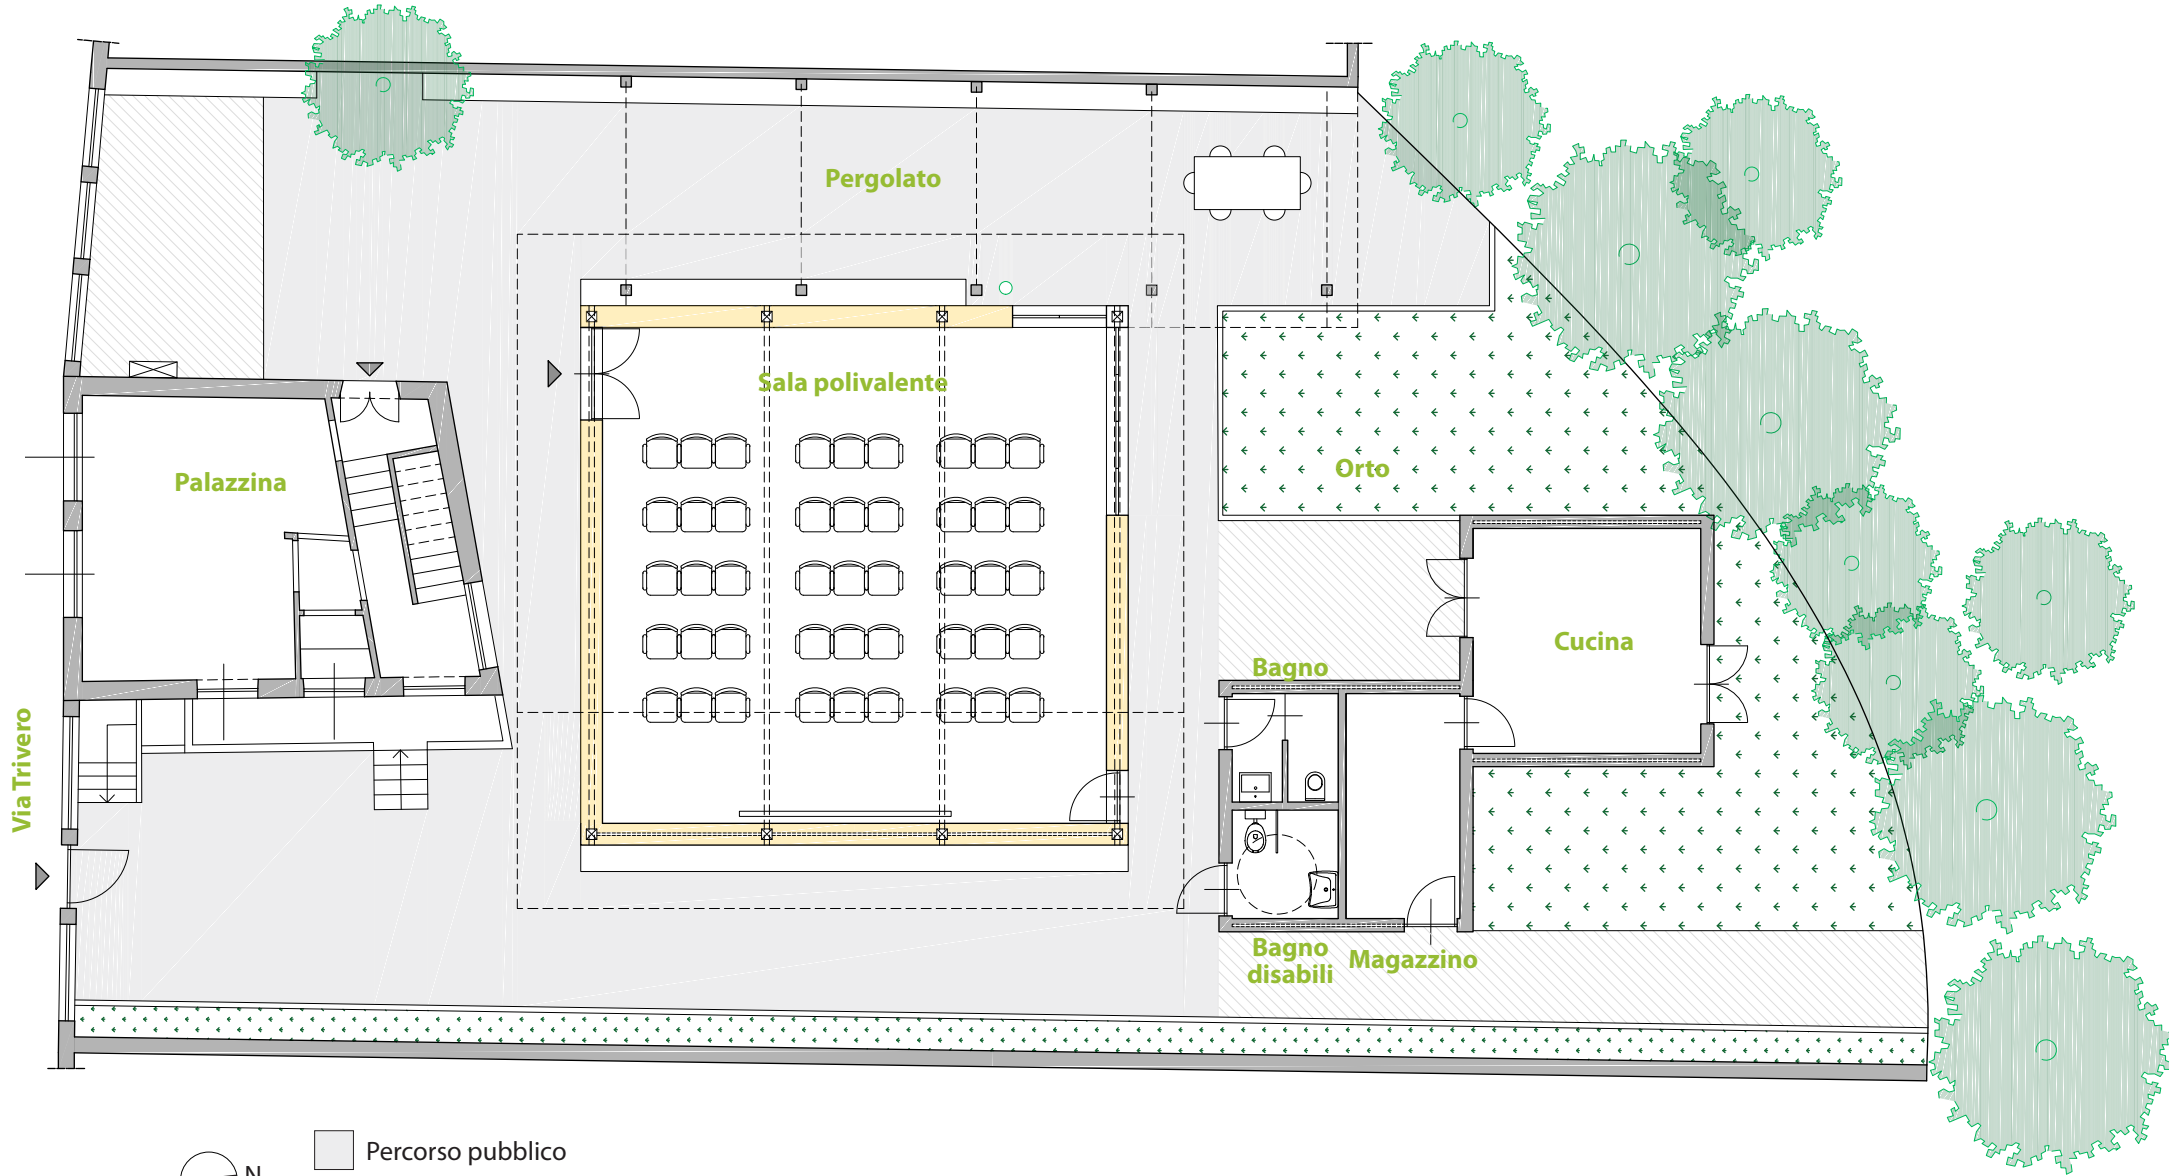 Pergolato
Sala polivalente
Palazzina
Orto
Cucina
Bagno
Via Trivero
Bagno
disabili
Magazzino
Percorso pubblico
N